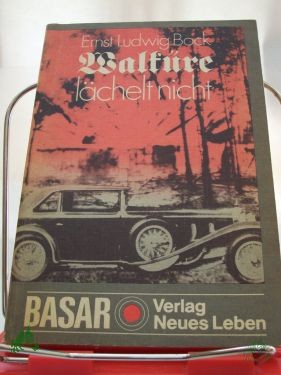 Ernst Ludwig Bock
Walküre
lächelt nicht
BASAR
Verlag
Neues Leben